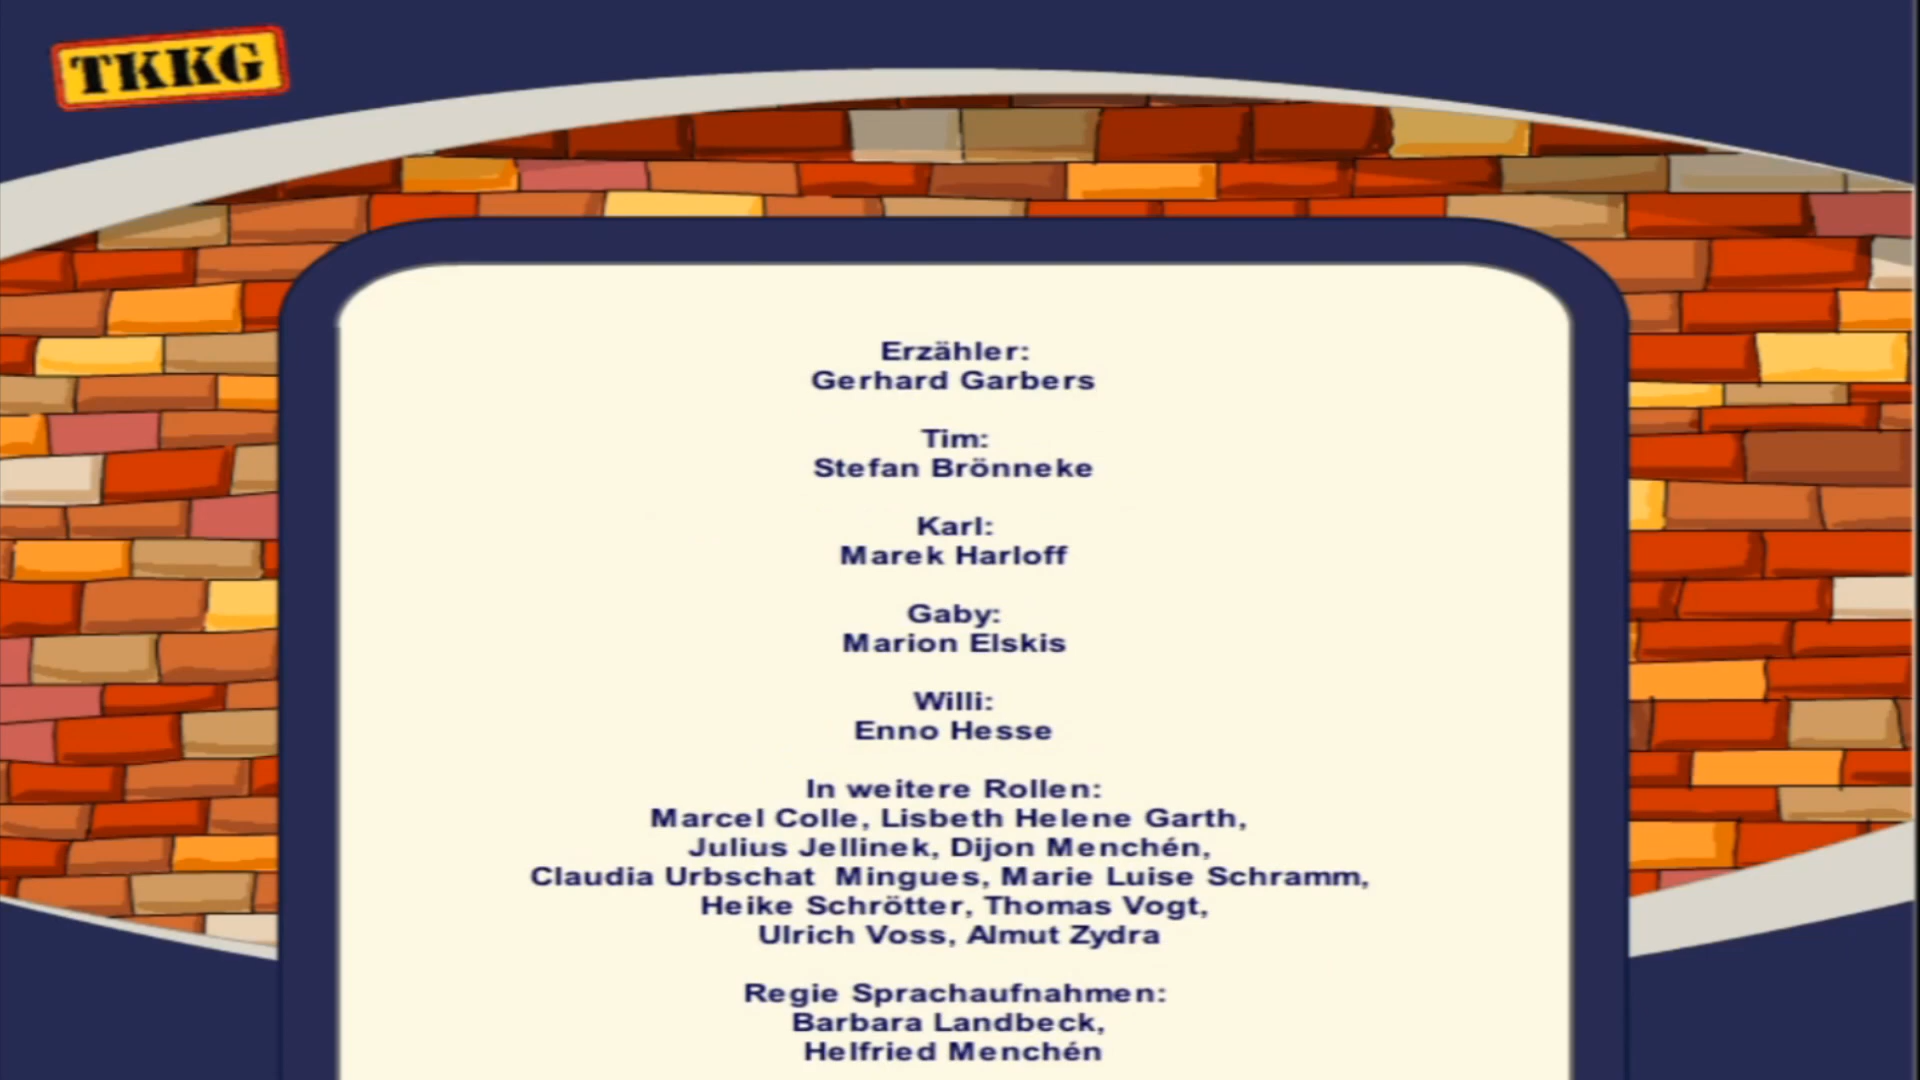 TKKG
Erzähler:
Gerhard Garbers
Tim:
Stefan Brönneke
Karl:
Marek Harloff
Gaby:
Marion Elskis
Willi:
Enno Hesse
In weitere Rollen:
Marcel Colle, Lisbeth Helene Garth,
Julius Jellinek, Dijon Menchén,
Claudia Urbschat Mingues, Marie Luise Schramm,
Heike Schrötter, Thomas Vogt,
Ulrich Voss, Almut Zydra
Regie Sprachaufnahmen:
Barbara Landbeck,
Helfried Menchén